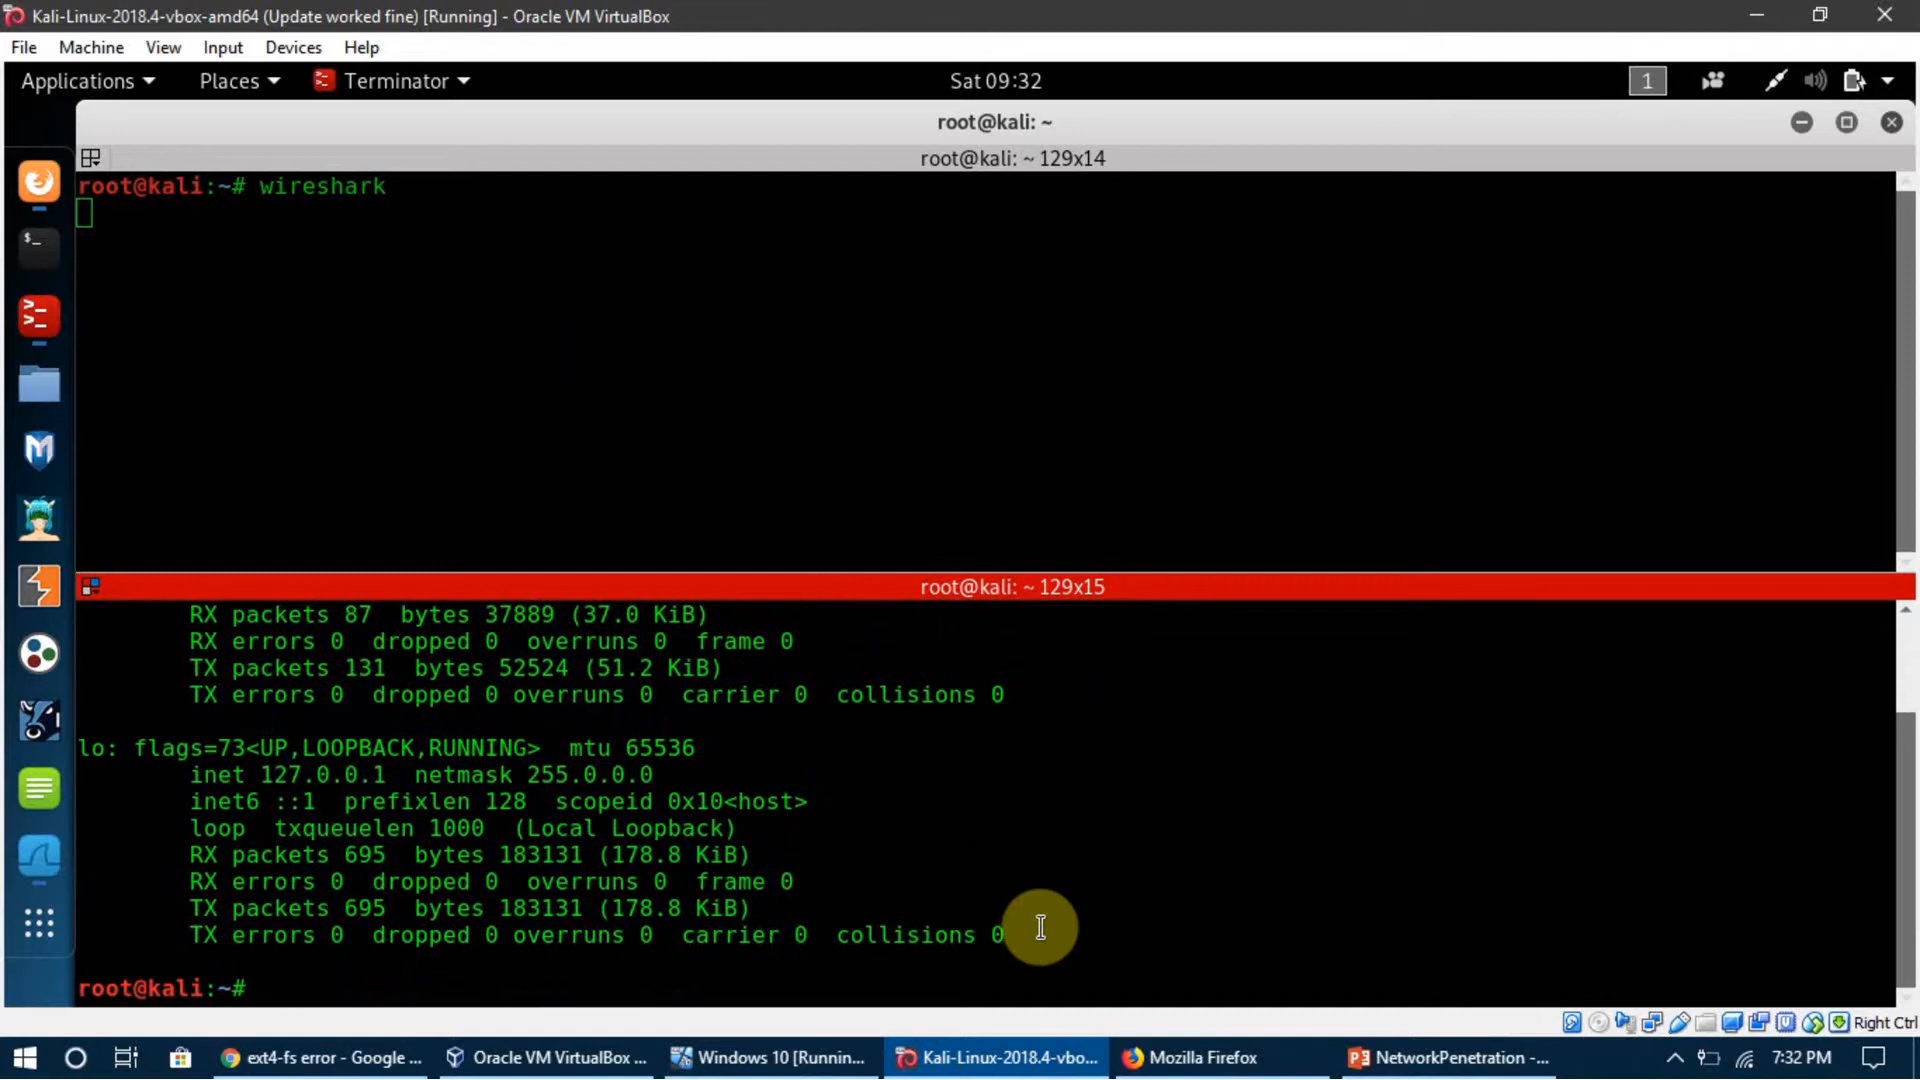 Kali-Linux-2018.4-vbox-amd64 (Update worked fine) [Running] - Oracle VM VirtualBox
File Machine View Input Devices Help
Applications Places Terminator Sat 09:32 1
root@kali: ~
root@kali: ~ 129x14
root@kali:~# wireshark
root@kali: ~ 129x15
RX packets 87 bytes 37889 (37.0 KiB)
RX errors 0 dropped 0 overruns 0 frame 0
TX packets 131 bytes 52524 (51.2 KiB)
TX errors 0 dropped 0 overruns 0 carrier 0 collisions 0
lo: flags=73<UP,LOOPBACK,RUNNING> mtu 65536
inet 127.0.0.1 netmask 255.0.0.0
inet6 ::1 prefixlen 128 scopeid 0x10<host>
loop txqueuelen 1000 (Local Loopback)
RX packets 695 bytes 183131 (178.8 KiB)
RX errors 0 dropped 0 overruns 0 frame 0
TX packets 695 bytes 183131 (178.8 KiB)
TX errors 0 dropped 0 overruns 0 carrier 0 collisions 0
root@kali:~#
Right Ctrl
ext4-fs error - Google ... Oracle VM VirtualBox ... Windows 10 [Runnin... Kali-Linux-2018.4-vbo... Mozilla Firefox NetworkPenetration -... 7:32 PM